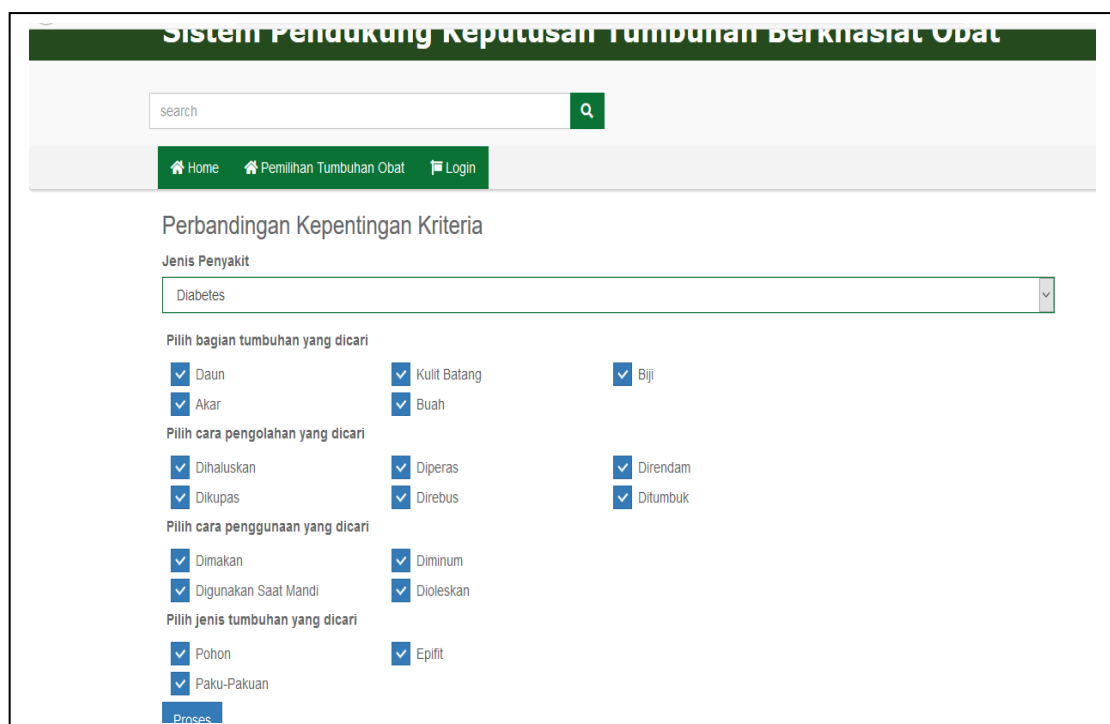 Sistem Pendukung Keputusan Tumbuhan Berkhasiat Obat
search
Home Pemilihan Tumbuhan Obat Login
Perbandingan Kepentingan Kriteria
Jenis Penyakit
Diabetes
Pilih bagian tumbuhan yang dicari
Daun Kulit Batang Biji
Akar Buah
Pilih cara pengolahan yang dicari
Dihaluskan Diperas Direndam
Dikupas Direbus Ditumbuk
Pilih cara penggunaan yang dicari
Dimakan Diminum
Digunakan Saat Mandi Dioleskan
Pilih jenis tumbuhan yang dicari
Pohon Epifit
Paku-Pakuan
Proses